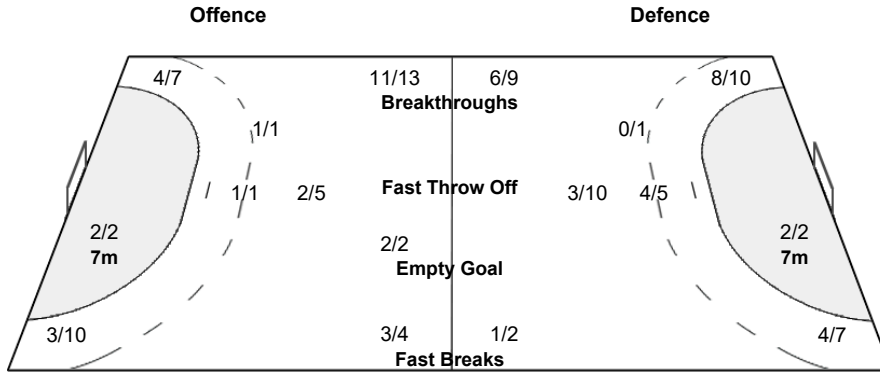 Offence Defence
4/7 11/13 6/9 8/10
Breakthroughs
1/1 0/1
1/1 2/5 Fast Throw Off 3/10 4/5
2/2 2/2
7m 7m
2/2
Empty Goal
3/10 3/4 1/2 4/7
Fast Breaks